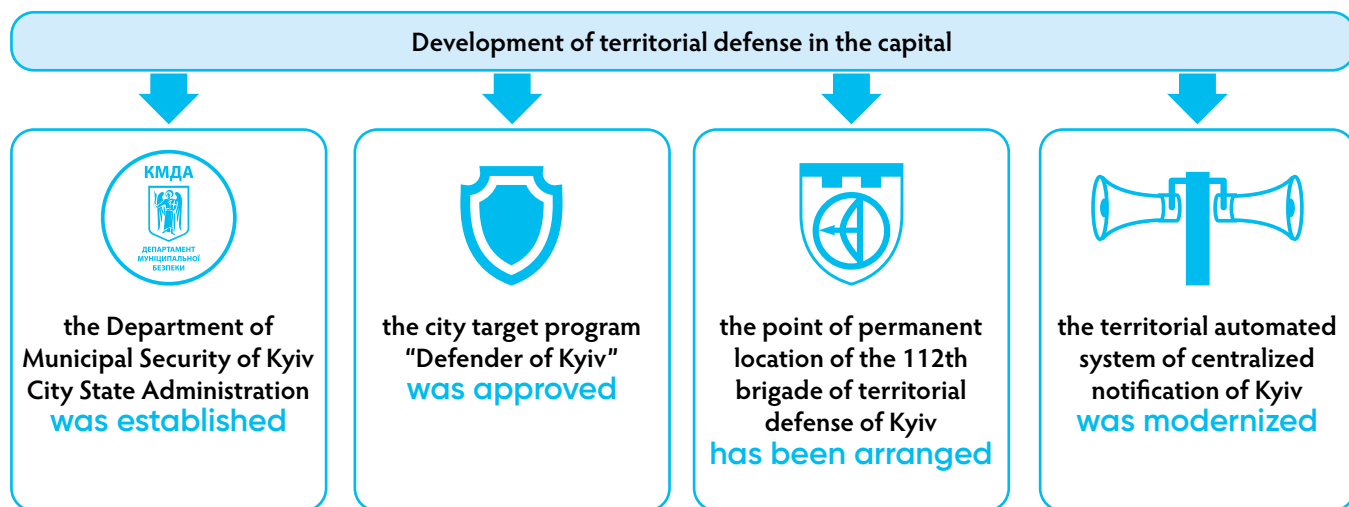 Development of territorial defense in the capital
КМДА
ДЕПАРТАМЕНТ
МУНІЦИПАЛЬНОЇ
БЕЗПЕКИ
the Department of
Municipal Security of Kyiv
City State Administration
was established
the city target program
"Defender of Kyiv"
was approved
the point of permanent
location of the 112th
brigade of territorial
defense of Kyiv
has been arranged
the territorial automated
system of centralized
notification of Kyiv
was modernized